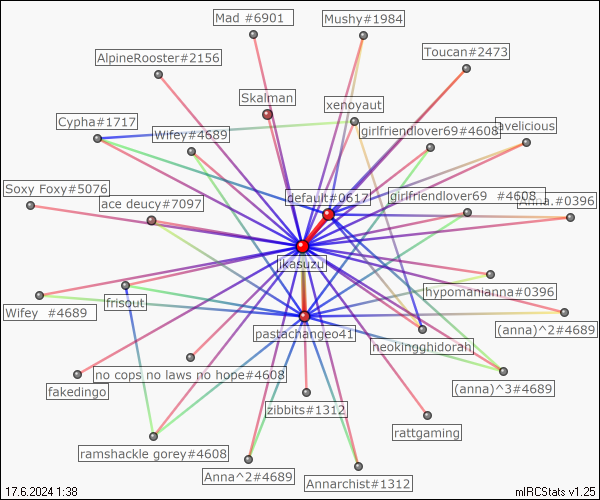 Mad #6901
Mushy#1984
AlpineRooster#2156
Toucan#2473
Skalman
xenoyaut
Cypha#1717
Wifey#4689
girlfriendlover69#4608
avelicious
Soxy Foxy#5076
ace deucy#7097
default#0617
girlfriendlover69 #4608
Anna.#0396
jkasuzu
hypomanianna#0396
Wifey #4689
frisout
pastachangeo41
neokingghidorah
(anna)^2#4689
fakedingo
no cops no laws no hope#4608
(anna)^3#4689
zibbits#1312
rattgaming
ramshackle gorey#4608
Anna^2#4689
Annarchist#1312
17.6.2024 1:38
mIRCStats v1.25